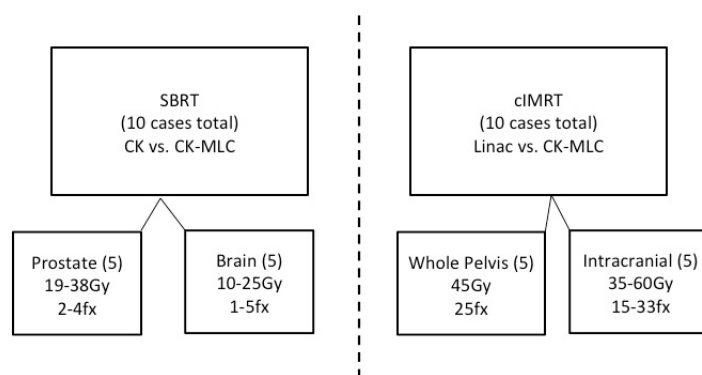 SBRT
(10 cases total)
CK vs. CK-MLC
Prostate (5)
19-38Gy
2-4fx
Brain (5)
10-25Gy
1-5fx
cIMRT
(10 cases total)
Linac vs. CK-MLC
Whole Pelvis (5)
45Gy
25fx
Intracranial (5)
35-60Gy
15-33fx